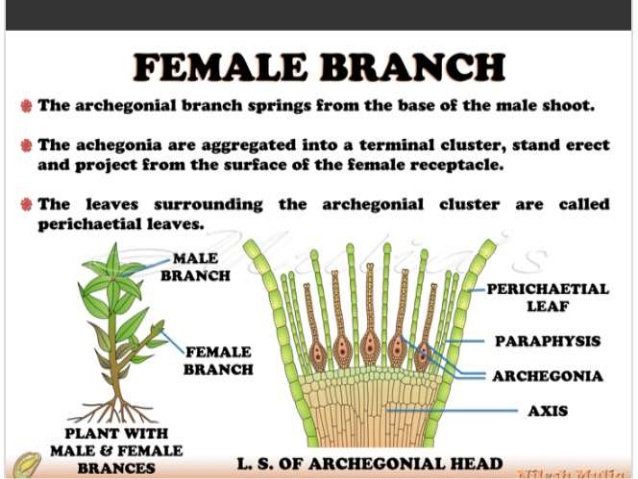 FEMALE BRANCH
The archegonial branch springs from the base of the male shoot.
The achegonia are aggregated into a terminal cluster, stand erect
and project from the surface of the female receptacle.
The leaves surrounding the archegonial cluster are called
perichaetial leaves.
MALE
BRANCH
FEMALE
BRANCH
PLANT WITH
MALE & FEMALE
BRANCES
PERICHAETIAL
LEAF
PARAPHYSIS
ARCHEGONIA
AXIS
L. S. OF ARCHEGONIAL HEAD